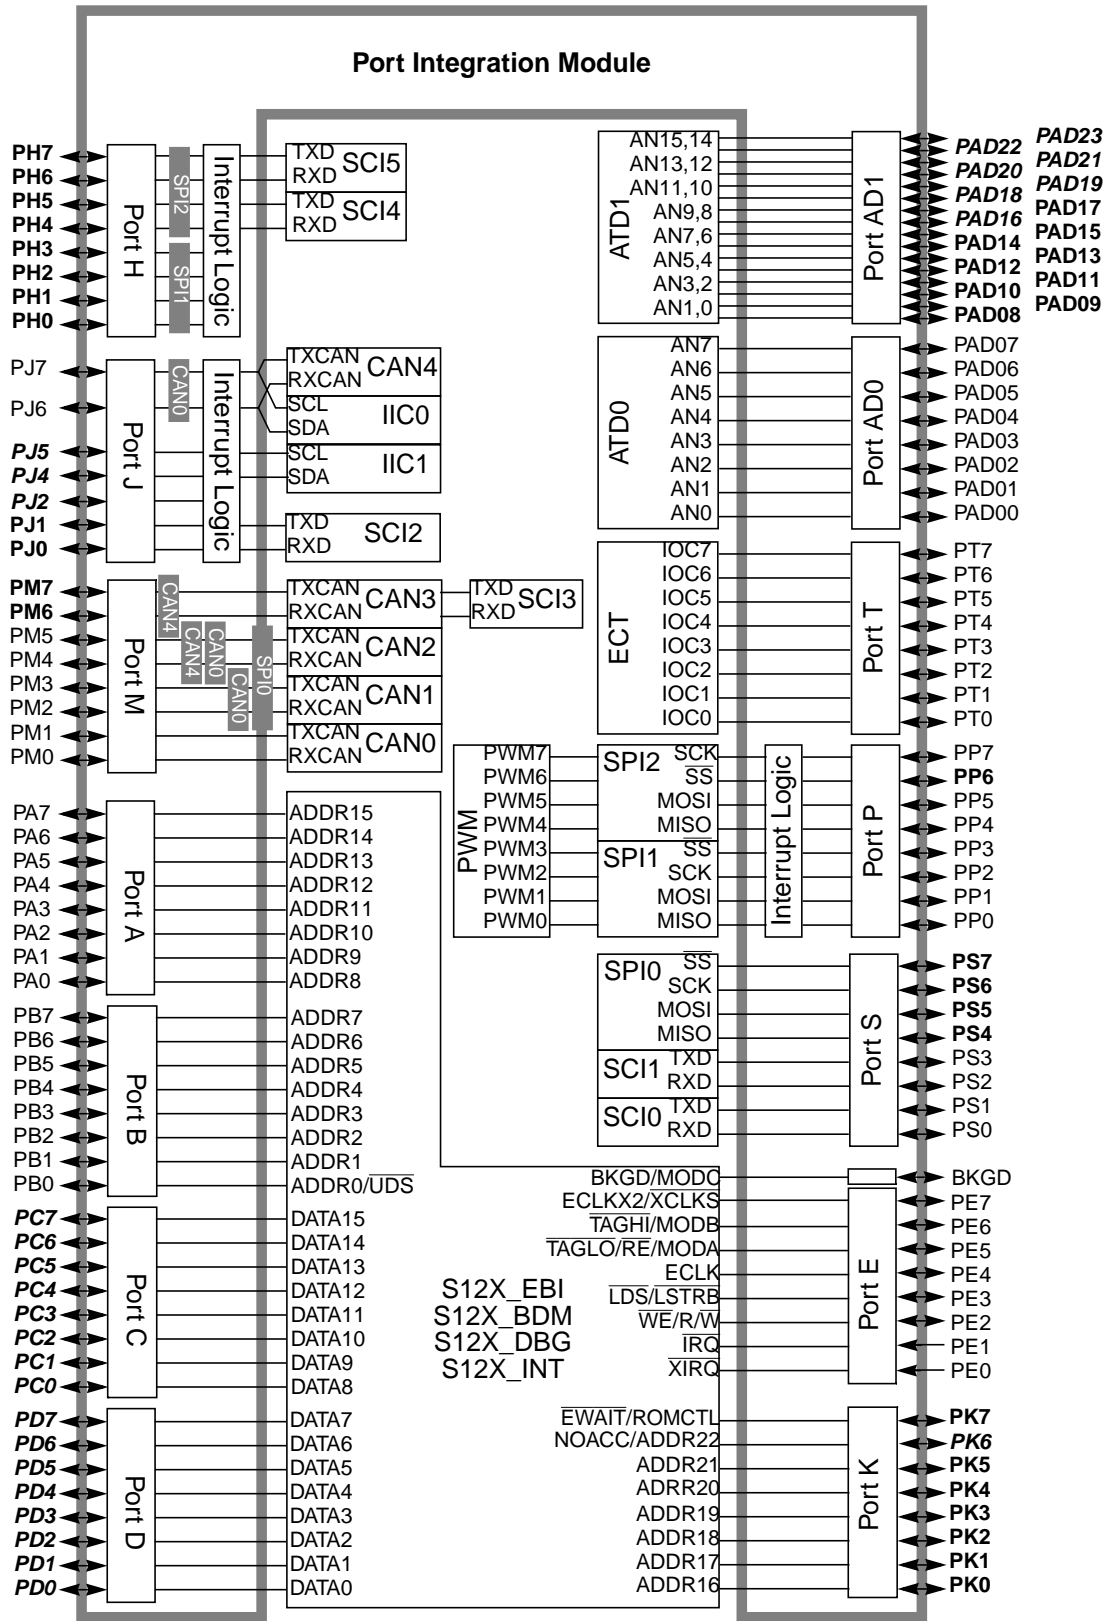 Port Integration Module
PH7
PH6
PH5
PH4
PH3
PH2
PH1
PH0
Port H
SPI2
SPI1
Interrupt Logic
TXD
RXD
SCI5
TXD
RXD
SCI4
PJ7
PJ6
PJ5
PJ4
PJ2
PJ1
PJ0
Port J
CAN0
Interrupt Logic
TXCAN
RXCAN
CAN4
SCL
SDA
IIC0
SCL
SDA
IIC1
TXD
RXD
SCI2
PM7
PM6
PM5
PM4
PM3
PM2
PM1
PM0
Port M
CAN4
CAN4
CAN0
CAN0
SPI0
TXCAN
RXCAN
CAN3
TXD
RXD
SCI3
TXCAN
RXCAN
CAN2
TXCAN
RXCAN
CAN1
TXCAN
RXCAN
CAN0
PA7
PA6
PA5
PA4
PA3
PA2
PA1
PA0
Port A
ADDR15
ADDR14
ADDR13
ADDR12
ADDR11
ADDR10
ADDR9
ADDR8
PB7
PB6
PB5
PB4
PB3
PB2
PB1
PB0
Port B
ADDR7
ADDR6
ADDR5
ADDR4
ADDR3
ADDR2
ADDR1
ADDR0/UDS
PC7
PC6
PC5
PC4
PC3
PC2
PC1
PC0
Port C
DATA15
DATA14
DATA13
DATA12
DATA11
DATA10
DATA9
DATA8
PD7
PD6
PD5
PD4
PD3
PD2
PD1
PD0
Port D
DATA7
DATA6
DATA5
DATA4
DATA3
DATA2
DATA1
DATA0
S12X_EBI
S12X_BDM
S12X_DBG
S12X_INT
ATD1
AN15,14
AN13,12
AN11,10
AN9,8
AN7,6
AN5,4
AN3,2
AN1,0
Port AD1
PAD23
PAD22
PAD21
PAD20
PAD19
PAD18
PAD17
PAD16
PAD15
PAD14
PAD13
PAD12
PAD11
PAD10
PAD09
PAD08
ATD0
AN7
AN6
AN5
AN4
AN3
AN2
AN1
AN0
Port AD0
PAD07
PAD06
PAD05
PAD04
PAD03
PAD02
PAD01
PAD00
ECT
IOC7
IOC6
IOC5
IOC4
IOC3
IOC2
IOC1
IOC0
Port T
PT7
PT6
PT5
PT4
PT3
PT2
PT1
PT0
PWM
PWM7
PWM6
PWM5
PWM4
PWM3
PWM2
PWM1
PWM0
SPI2
SCK
SS
MOSI
MISO
SPI1
SS
SCK
MOSI
MISO
Interrupt Logic
Port P
PP7
PP6
PP5
PP4
PP3
PP2
PP1
PP0
SPI0
SS
SCK
MOSI
MISO
SCI1
TXD
RXD
SCI0
TXD
RXD
Port S
PS7
PS6
PS5
PS4
PS3
PS2
PS1
PS0
BKGD/MODC
BKGD
ECLKX2/XCLKS
TAGHI/MODB
TAGLO/RE/MODA
ECLK
LDS/LSTRB
WE/R/W
IRQ
XIRQ
Port E
PE7
PE6
PE5
PE4
PE3
PE2
PE1
PE0
EWAIT/ROMCTL
NOACC/ADDR22
ADDR21
ADRR20
ADDR19
ADDR18
ADDR17
ADDR16
Port K
PK7
PK6
PK5
PK4
PK3
PK2
PK1
PK0